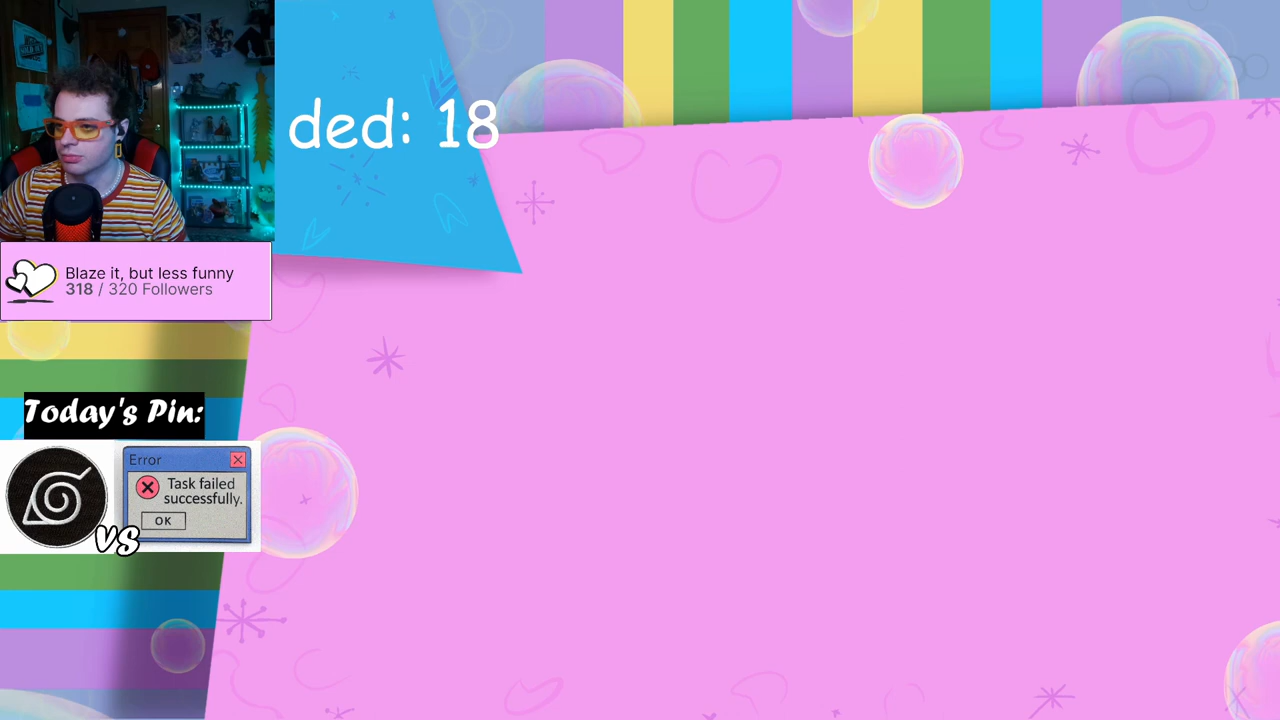 ded: 18
Blaze it, but less funny
318 / 320 Followers
Today's Pin:
Error
Task failed
successfully.
OK
vs